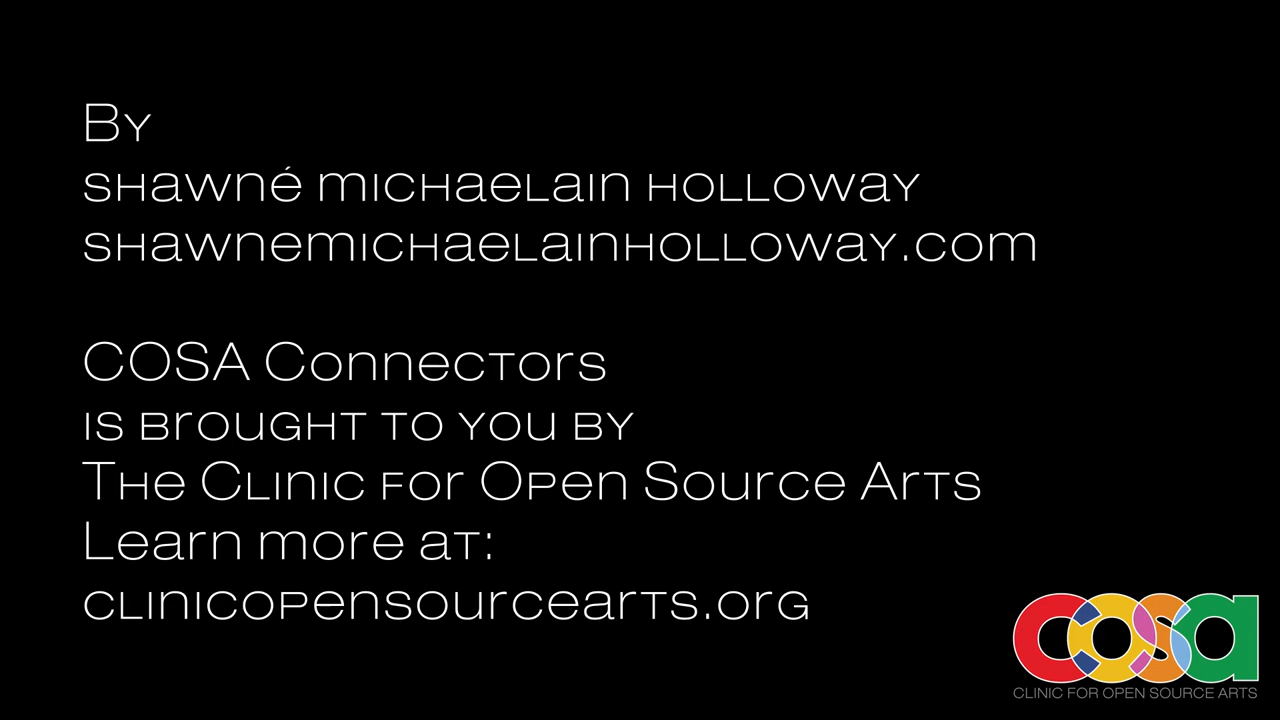 By
shawné michaelain holloway
shawnemichaelainholloway.com
COSA Connectors
is brought to you by
The Clinic for Open Source Arts
Learn more at:
clinicopensourcearts.org
cosa
CLINIC FOR OPEN SOURCE ARTS